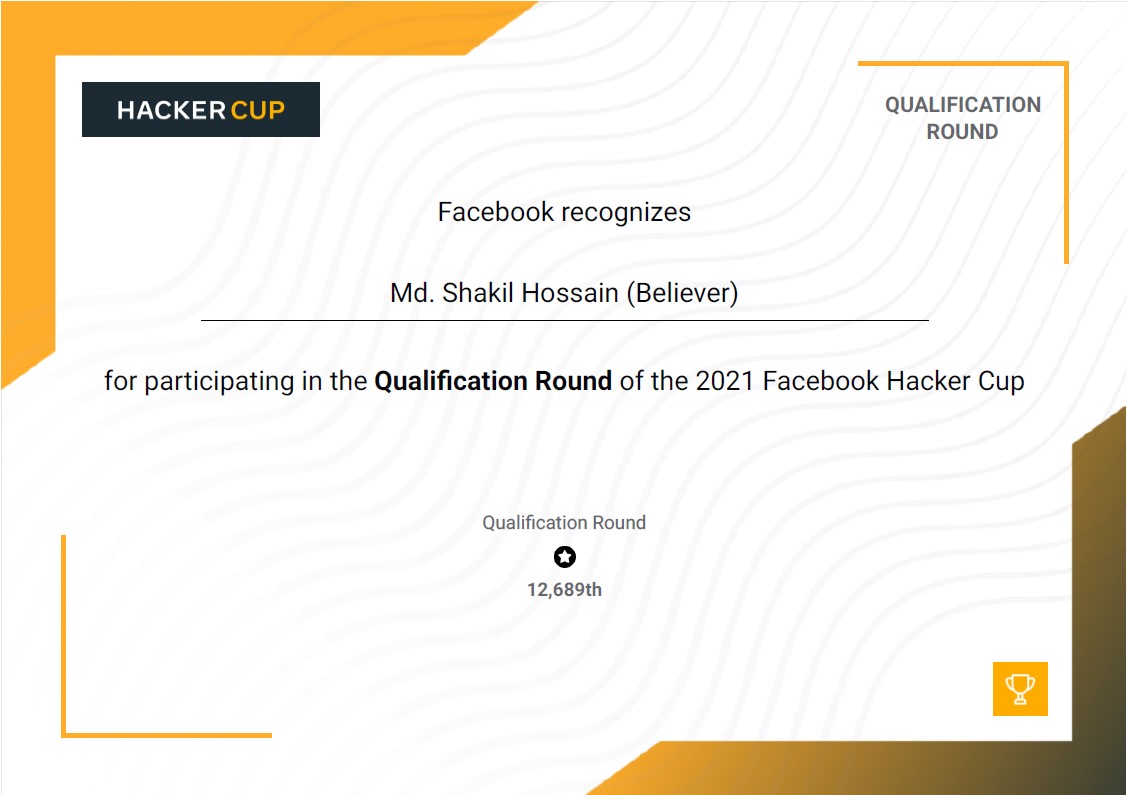 HACKER CUP
QUALIFICATION
ROUND
Facebook recognizes
Md. Shakil Hossain (Believer)
for participating in the Qualification Round of the 2021 Facebook Hacker Cup
Qualification Round
12,689th